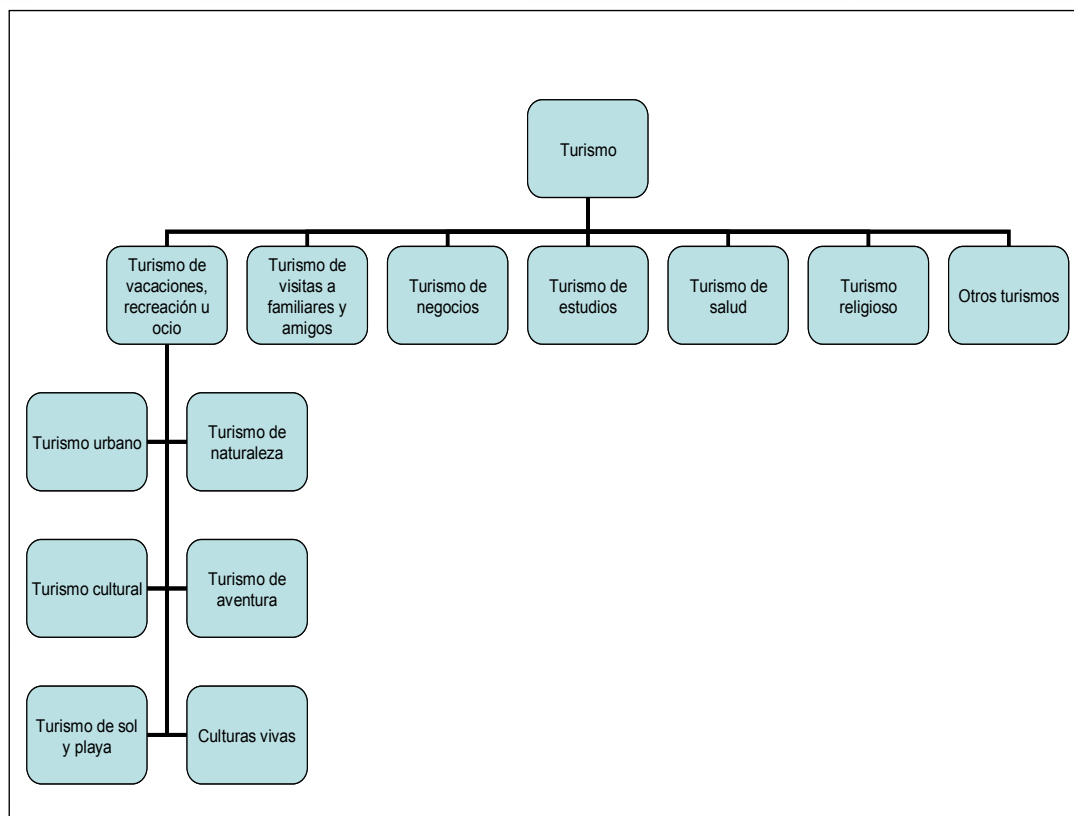 Turismo
Turismo de
vacaciones,
recreación u
ocio
Turismo de
visitas a
familiares y
amigos
Turismo de
negocios
Turismo de
estudios
Turismo de
salud
Turismo
religioso
Otros turismos
Turismo urbano
Turismo de
naturaleza
Turismo cultural
Turismo de
aventura
Turismo de sol
y playa
Culturas vivas